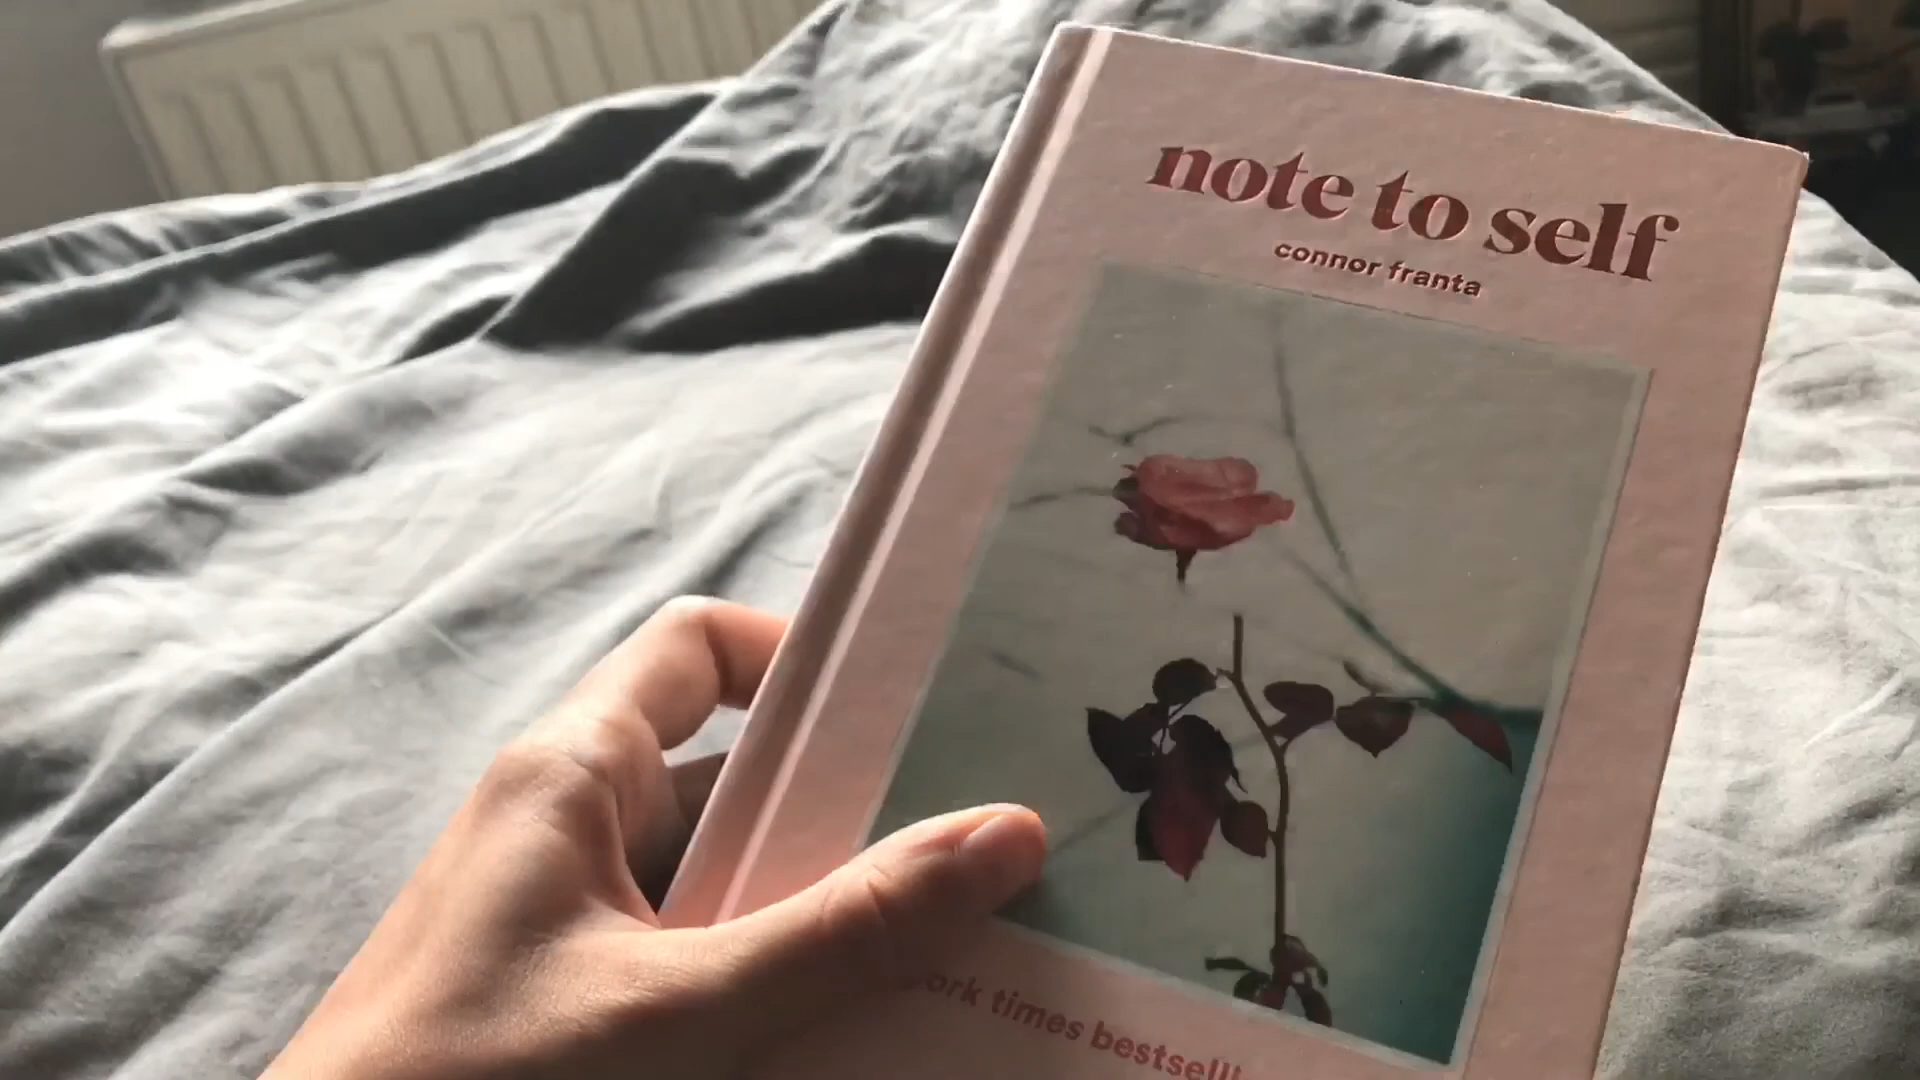 note to self
connor franta
ork times bestsell